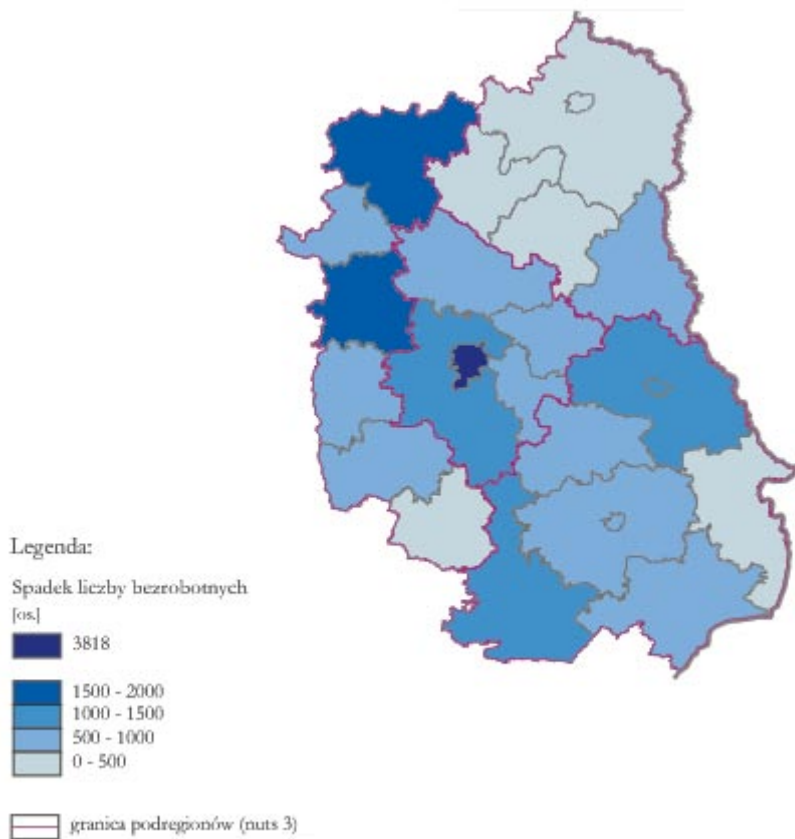 Legenda:
Spadek liczby bezrobotnych
[os.]
3818
1500 - 2000
1000 - 1500
500 - 1000
0 - 500
granica podregionów (nuts 3)